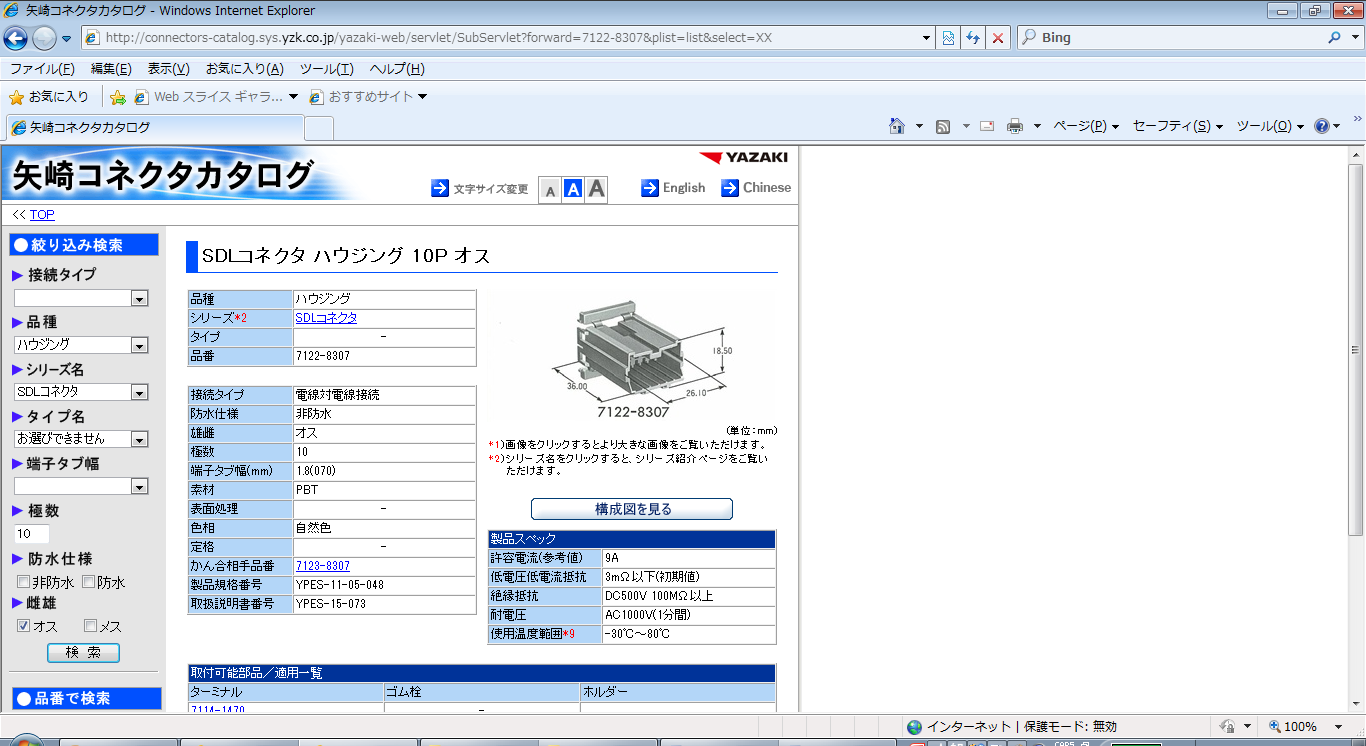 矢崎コネクタカタログ - Windows Internet Explorer
http://connectors-catalog.sys.yzk.co.jp/yazaki-web/servlet/SubServlet?forward=7122-8307&plist=list&select=XX
Bing
ファイル(F) 編集(E) 表示(V) お気に入り(A) ツール(T) ヘルプ(H)
お気に入り Web スライス ギャラ... おすすめサイト
矢崎コネクタカタログ
ページ(P) セーフティ(S) ツール(O)
矢崎コネクタカタログ
YAZAKI
文字サイズ変更 A A A English Chinese
<< TOP
●絞り込み検索
接続タイプ
品種
ハウジング
シリーズ名
SDLコネクタ
タイプ名
お選びできません
端子タブ幅
極数
10
防水仕様
非防水 防水
雌雄
オス メス
検 索
●品番で検索
SDLコネクタ ハウジング 10P オス
品種 ハウジング
シリーズ*2 SDLコネクタ
タイプ -
品番 7122-8307
接続タイプ 電線対電線接続
防水仕様 非防水
雄雌 オス
極数 10
端子タブ幅(mm) 1.8(070)
素材 PBT
表面処理 -
色相 自然色
定格 -
かん合相手品番 7123-8307
製品規格番号 YPES-11-05-048
取扱説明書番号 YPES-15-073
18.50
36.00
26.10
7122-8307
(単位:mm)
*1)画像をクリックするとより大きな画像をご覧いただけます。
*2)シリーズ名をクリックすると、シリーズ紹介ページをご覧い
ただけます。
構成図を見る
製品スペック
許容電流(参考値) 9A
低電圧低電流抵抗 3mΩ以下(初期値)
絶縁抵抗 DC500V 100MΩ以上
耐電圧 AC1000V(1分間)
使用温度範囲*9 -30℃～80℃
取付可能部品／適用一覧
ターミナル ゴム栓 ホルダー
7114-1470 -
インターネット | 保護モード: 無効
100%